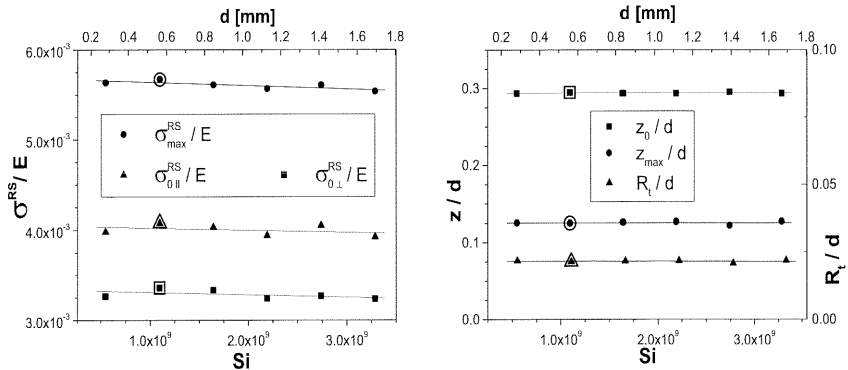 d [mm]
0.2 0.4 0.6 0.8 1.0 1.2 1.4 1.6 1.8
6.0x10⁻³
5.0x10⁻³
4.0x10⁻³
3.0x10⁻³
σᴿˢ / E
σᴿˢmax / E
σᴿˢ0 || / E
σᴿˢ0 ⊥ / E
1.0x10⁹ 2.0x10⁹ 3.0x10⁹
Si
d [mm]
0.2 0.4 0.6 0.8 1.0 1.2 1.4 1.6 1.8
0.3
0.2
0.1
0.0
z / d
z₀ / d
zmax / d
Rt / d
0.10
0.05
0.00
Rt / d
1.0x10⁹ 2.0x10⁹ 3.0x10⁹
Si